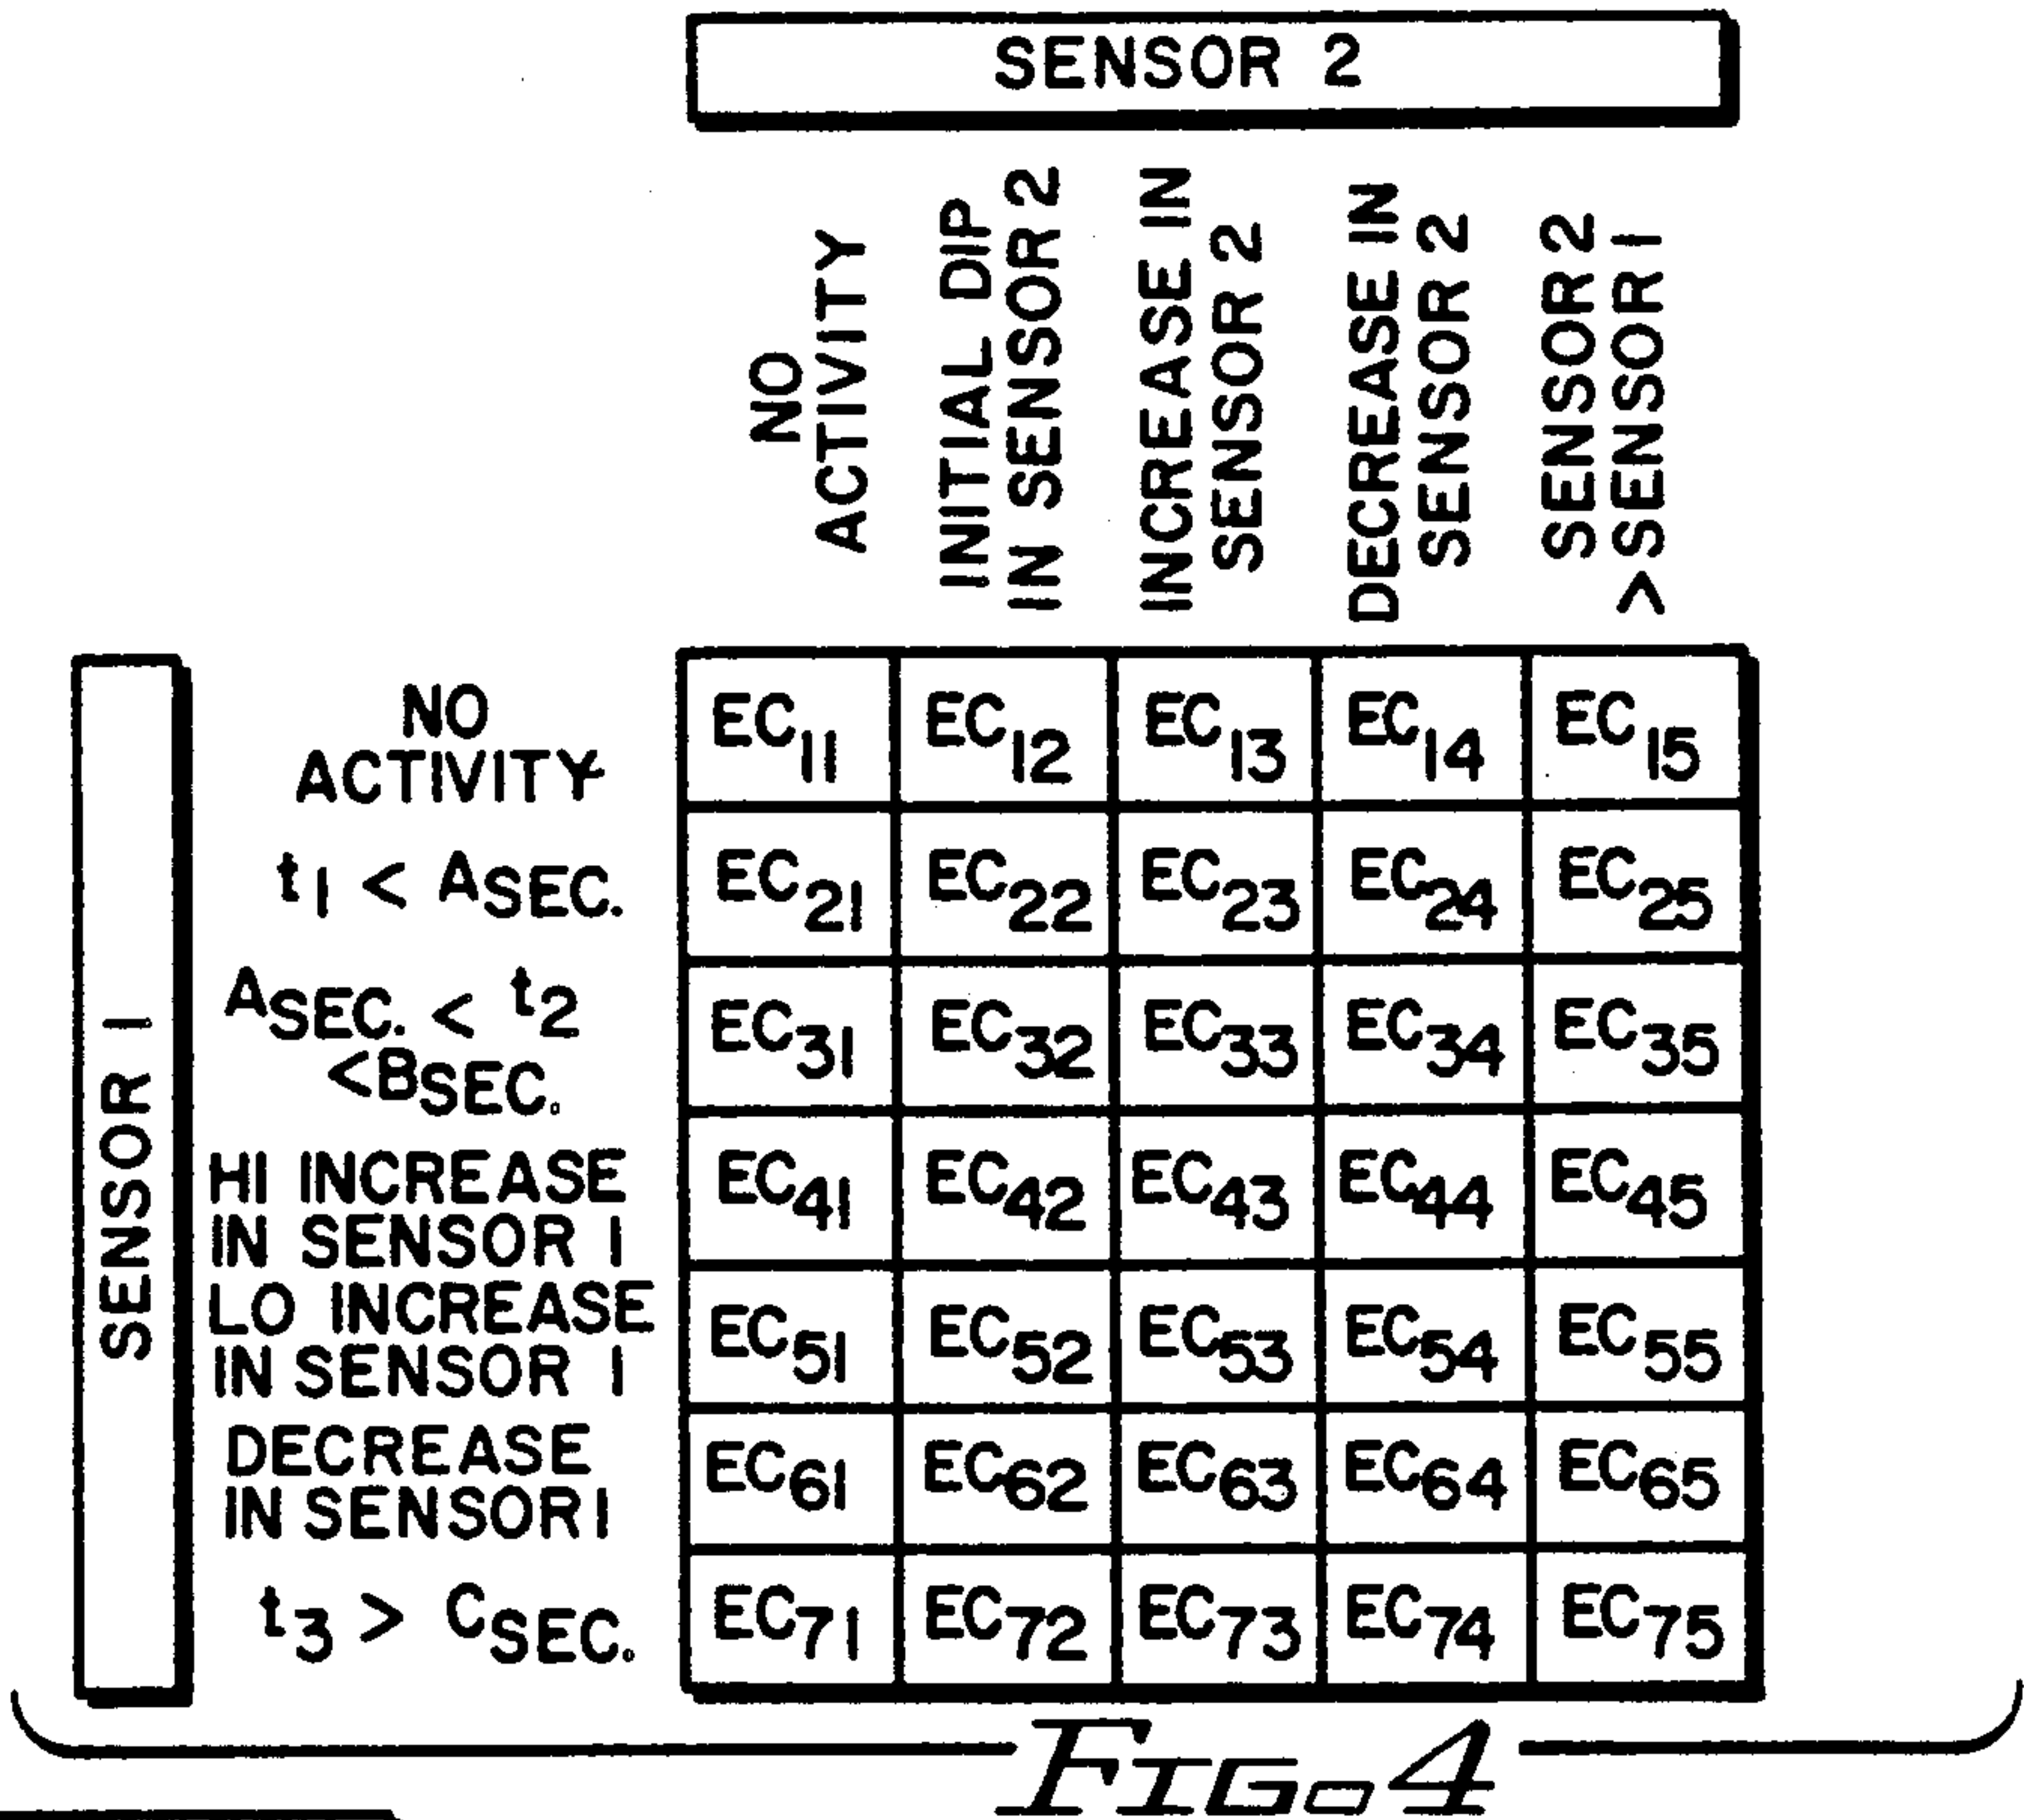 SENSOR 2
NO
ACTIVITY
INITIAL DIP
IN SENSOR 2
INCREASE IN
SENSOR 2
DECREASE IN
SENSOR 2
SENSOR 2
> SENSOR 1
SENSOR 1
NO
ACTIVITY
EC11 EC12 EC13 EC14 EC15
t1 < ASEC.
EC21 EC22 EC23 EC24 EC25
ASEC. < t2
<BSEC.
EC31 EC32 EC33 EC34 EC35
HI INCREASE
IN SENSOR 1
EC41 EC42 EC43 EC44 EC45
LO INCREASE
IN SENSOR 1
EC51 EC52 EC53 EC54 EC55
DECREASE
IN SENSOR 1
EC61 EC62 EC63 EC64 EC65
t3 > CSEC.
EC71 EC72 EC73 EC74 EC75
FIG. 4